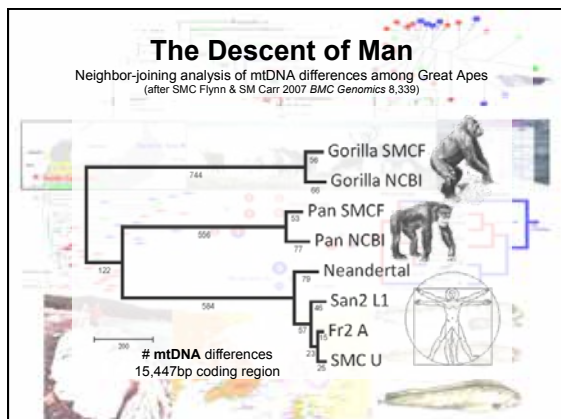 The Descent of Man
Neighbor-joining analysis of mtDNA differences among Great Apes
(after SMC Flynn & SM Carr 2007 BMC Genomics 8,339)
Gorilla SMCF
56
744
Gorilla NCBI
66
Pan SMCF
53
556
Pan NCBI
77
122
Neandertal
79
San2 L1
46
584
57
Fr2 A
15
23
SMC U
25
200
# mtDNA differences
15,447bp coding region